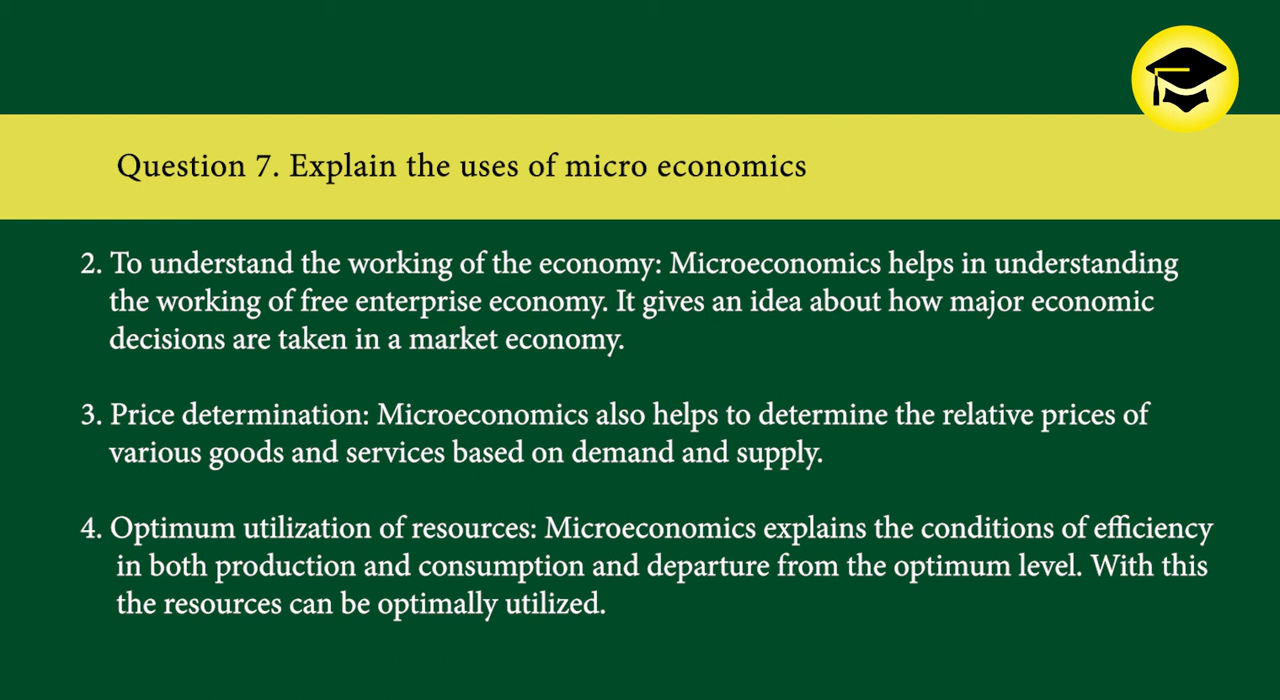 Question 7. Explain the uses of micro economics
2. To understand the working of the economy: Microeconomics helps in understanding
the working of free enterprise economy. It gives an idea about how major economic
decisions are taken in a market economy.
3. Price determination: Microeconomics also helps to determine the relative prices of
various goods and services based on demand and supply.
4. Optimum utilization of resources: Microeconomics explains the conditions of efficiency
in both production and consumption and departure from the optimum level. With this
the resources can be optimally utilized.